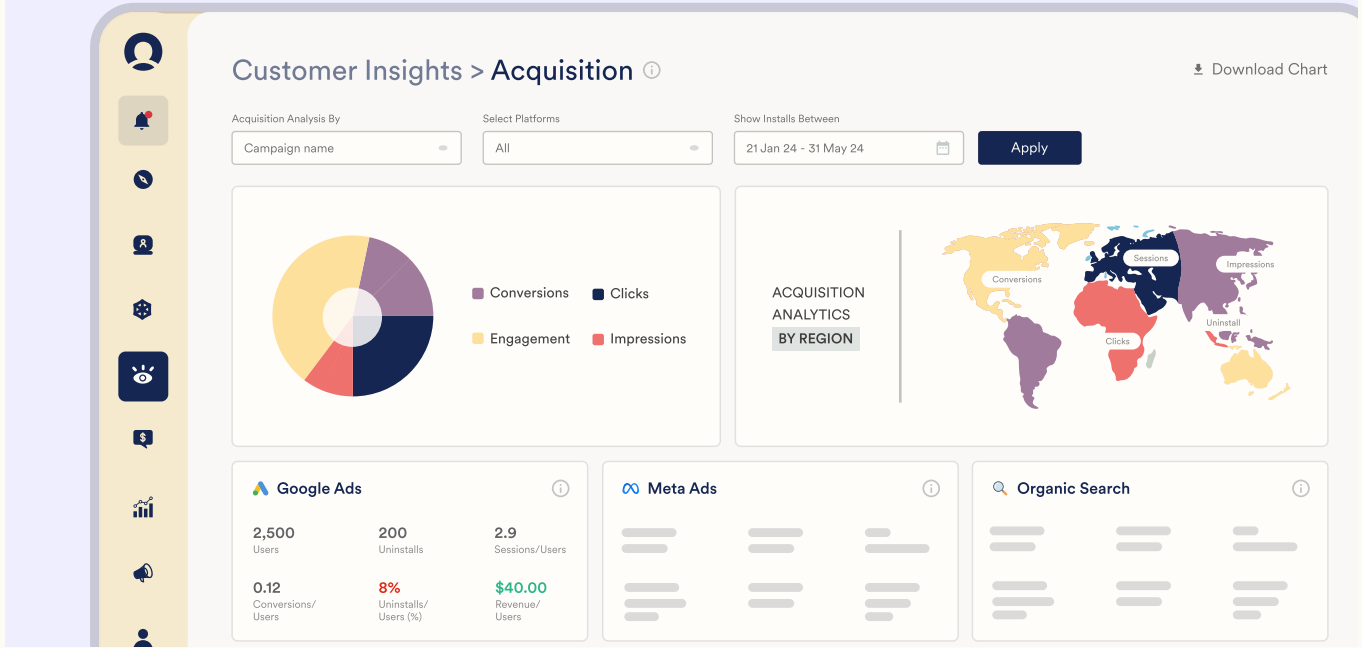 Customer Insights > Acquisition
Download Chart
Acquisition Analysis By
Select Platforms
Show Installs Between
Campaign name
All
21 Jan 24 - 31 May 24
Apply
Conversions
Clicks
Engagement
Impressions
ACQUISITION
ANALYTICS
BY REGION
Sessions
Impressions
Conversions
Uninstall
Clicks
Google Ads
2,500
Users
200
Uninstalls
2.9
Sessions/Users
0.12
Conversions/
Users
8%
Uninstalls/
Users (%)
$40.00
Revenue/
Users
Meta Ads
Organic Search